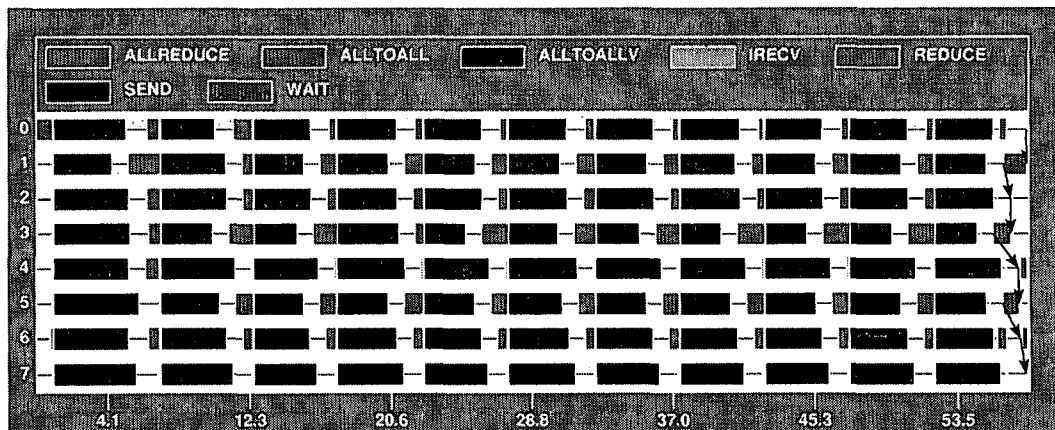 ALLREDUCE ALLTOALL ALLTOALLV IRECV REDUCE
SEND WAIT
0
1
2
3
4
5
6
7
4.1 12.3 20.6 28.8 37.0 45.3 53.5